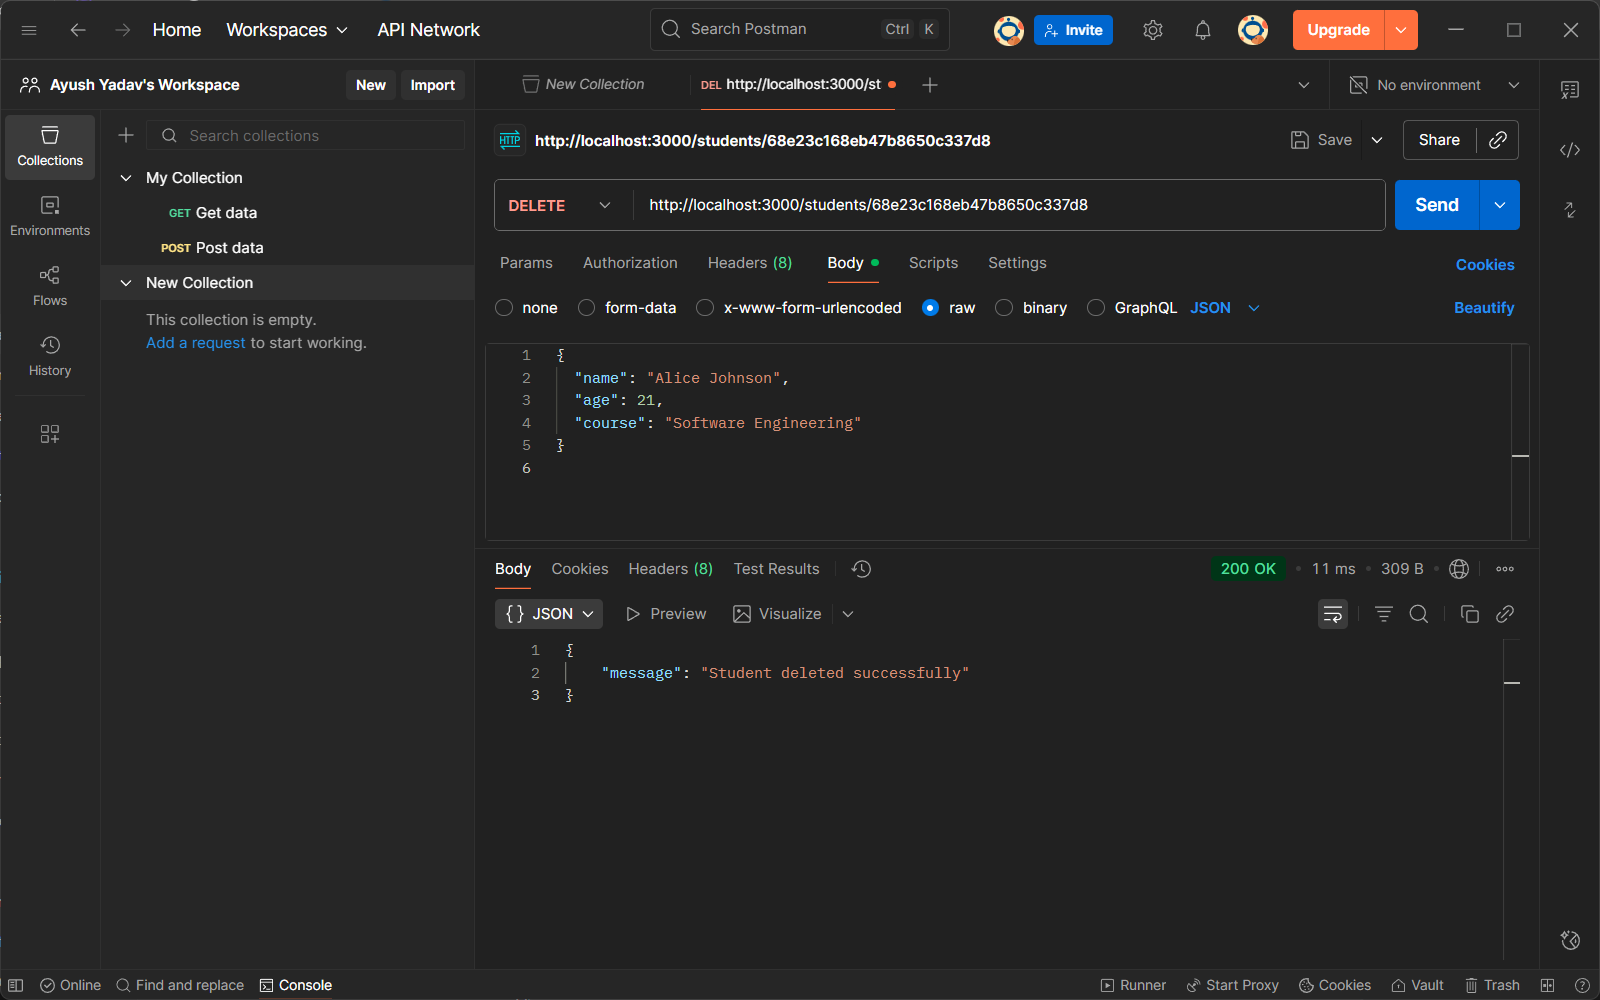 Home Workspaces API Network Search Postman Ctrl K Invite Upgrade
Ayush Yadav's Workspace New Import New Collection DEL http://localhost:3000/st No environment
Collections
Environments
Flows
History
Search collections
My Collection
GET Get data
POST Post data
New Collection
This collection is empty.
Add a request to start working.
HTTP http://localhost:3000/students/68e23c168eb47b8650c337d8 Save Share
DELETE http://localhost:3000/students/68e23c168eb47b8650c337d8 Send
Params Authorization Headers (8) Body Scripts Settings Cookies
none form-data x-www-form-urlencoded raw binary GraphQL JSON Beautify
1 {
2 "name": "Alice Johnson",
3 "age": 21,
4 "course": "Software Engineering"
5 }
6
Body Cookies Headers (8) Test Results 200 OK 11 ms 309 B
{} JSON Preview Visualize
1 {
2 "message": "Student deleted successfully"
3 }
Online Find and replace Console Runner Start Proxy Cookies Vault Trash